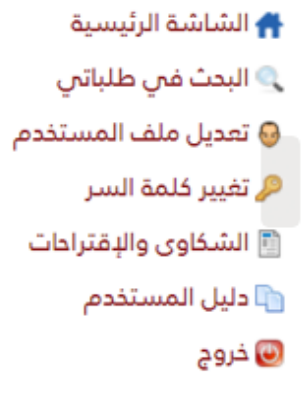 الشاشة الرئيسية
البحث في طلباتي
تعديل ملف المستخدم
تغيير كلمة السر
الشكاوى والإقتراحات
دليل المستخدم
خروج